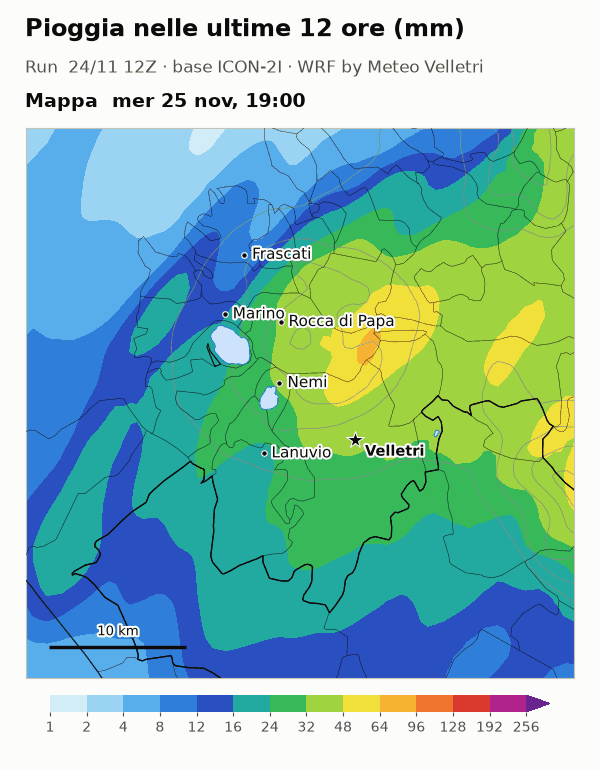 Pioggia nelle ultime 12 ore (mm)
Run  24/11 12Z · base ICON-2I · WRF by Meteo Velletri
Mappa  mer 25 nov, 19:00
Frascati
Marino
Rocca di Papa
Nemi
Velletri
Lanuvio
10 km
1 2 4 8 12 16 24 32 48 64 96 128 192 256